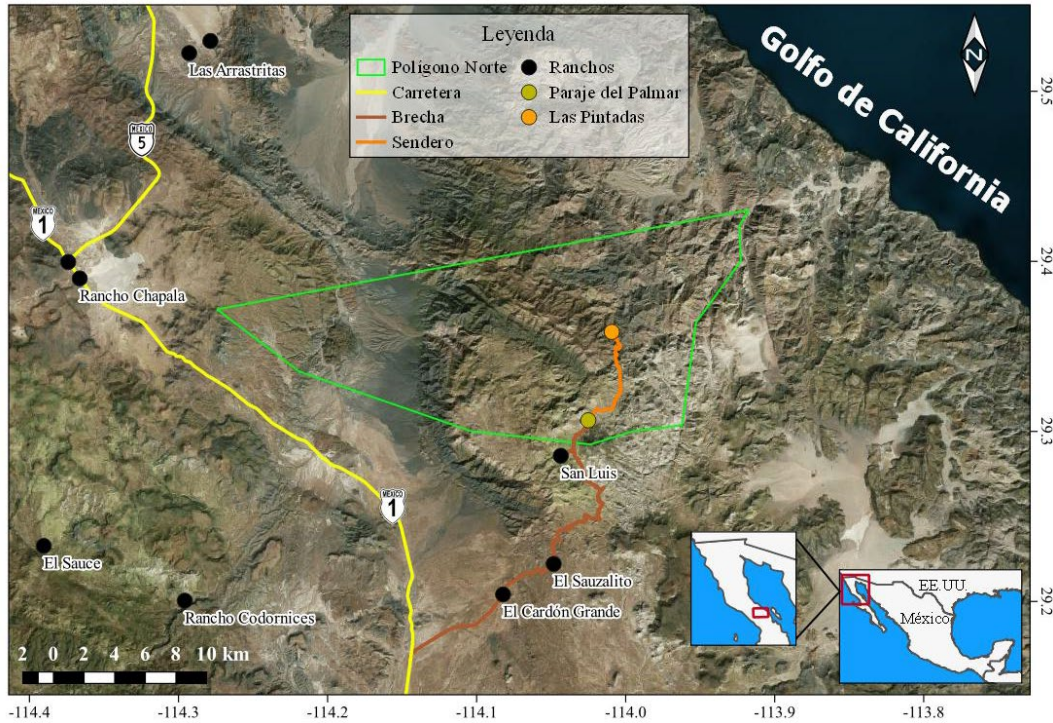 Leyenda
Polígono Norte
Ranchos
Carretera
Paraje del Palmar
Brecha
Las Pintadas
Sendero
Golfo de California
N
Las Arrastritas
MEXICO
5
MEXICO
1
Rancho Chapala
San Luis
MEXICO
1
El Sauce
El Sauzalito
Rancho Codornices
El Cardón Grande
EE.UU.
México
2 0 2 4 6 8 10 km
29,5
29,4
29,3
29,2
-114.4 -114.3 -114.2 -114.1 -114.0 -113.9 -113.8